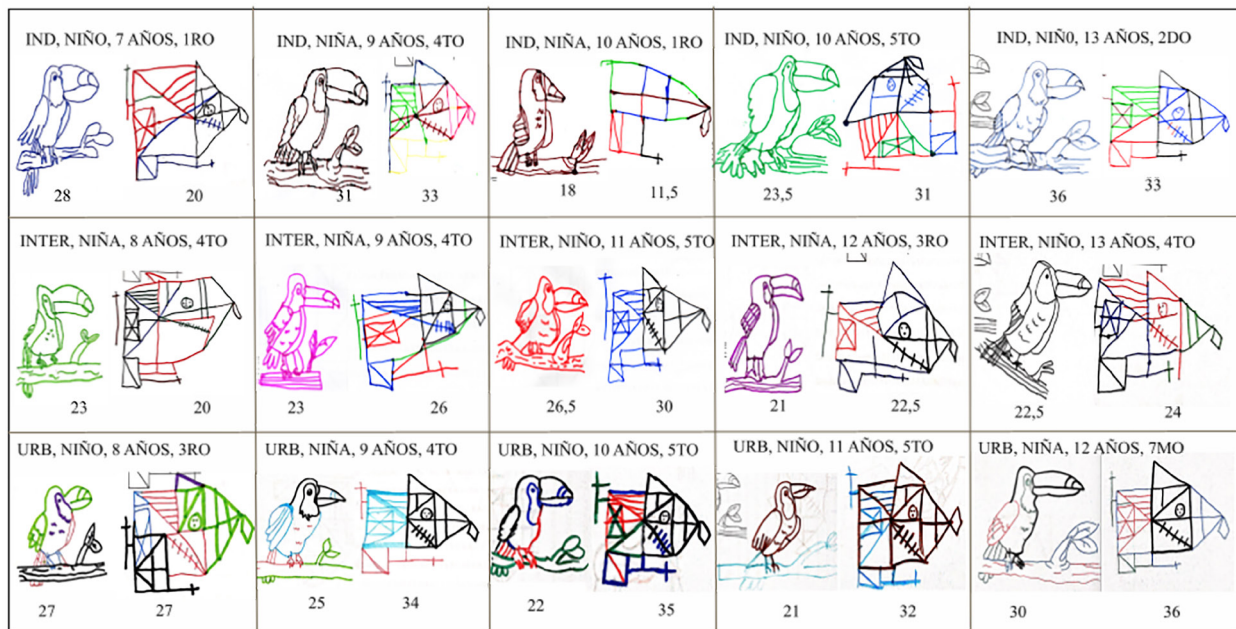 IND, NIÑO, 7 AÑOS, 1RO
IND, NIÑA, 9 AÑOS, 4TO
IND, NIÑA, 10 AÑOS, 1RO
IND, NIÑO, 10 AÑOS, 5TO
IND, NIÑ0, 13 AÑOS, 2DO
28 20
31 33
18 11,5
23,5 31
36 33
INTER, NIÑA, 8 AÑOS, 4TO
INTER, NIÑA, 9 AÑOS, 4TO
INTER, NIÑO, 11 AÑOS, 5TO
INTER, NIÑA, 12 AÑOS, 3RO
INTER, NIÑO, 13 AÑOS, 4TO
23 20
23 26
26,5 30
21 22,5
22,5 24
URB, NIÑO, 8 AÑOS, 3RO
URB, NIÑA, 9 AÑOS, 4TO
URB, NIÑO, 10 AÑOS, 5TO
URB, NIÑO, 11 AÑOS, 5TO
URB, NIÑA, 12 AÑOS, 7MO
27 27
25 34
22 35
21 32
30 36